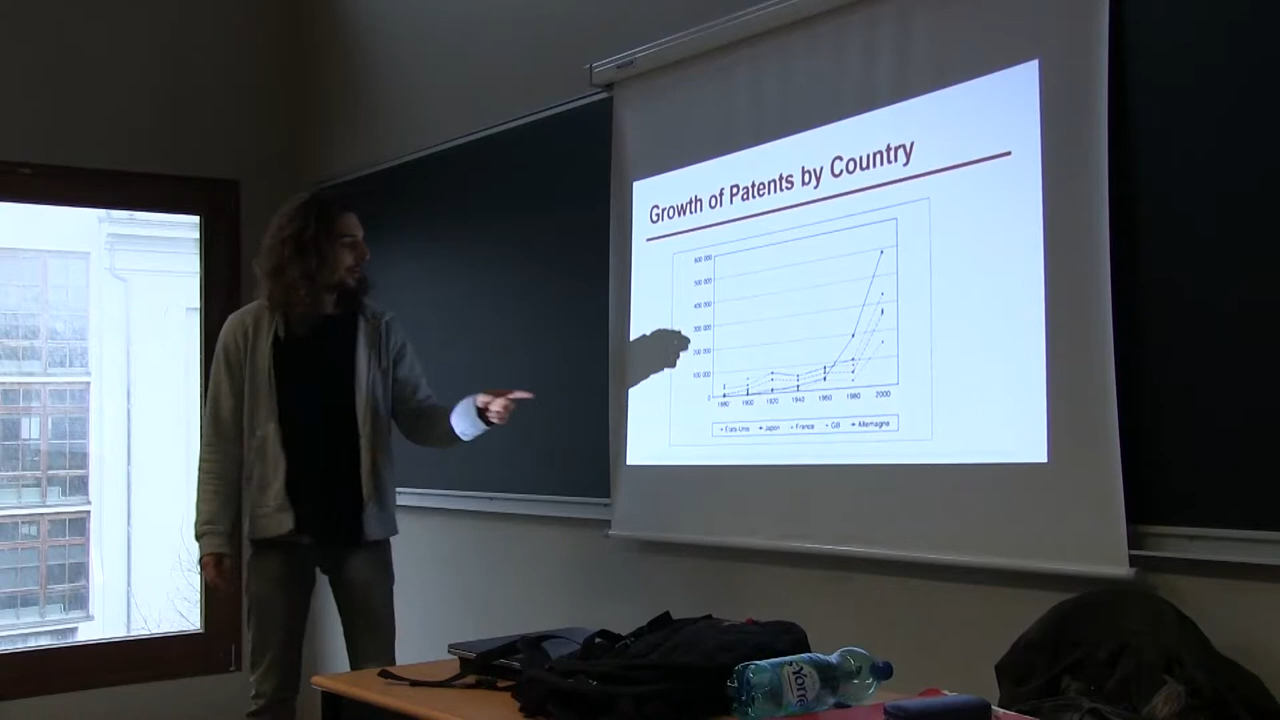 Growth of Patents by Country
600 000
500 000
400 000
300 000
200 000
100 000
0
1880 1900 1920 1940 1960 1980 2000
Etats-Unis Japon France GB Allemagne
Yorre